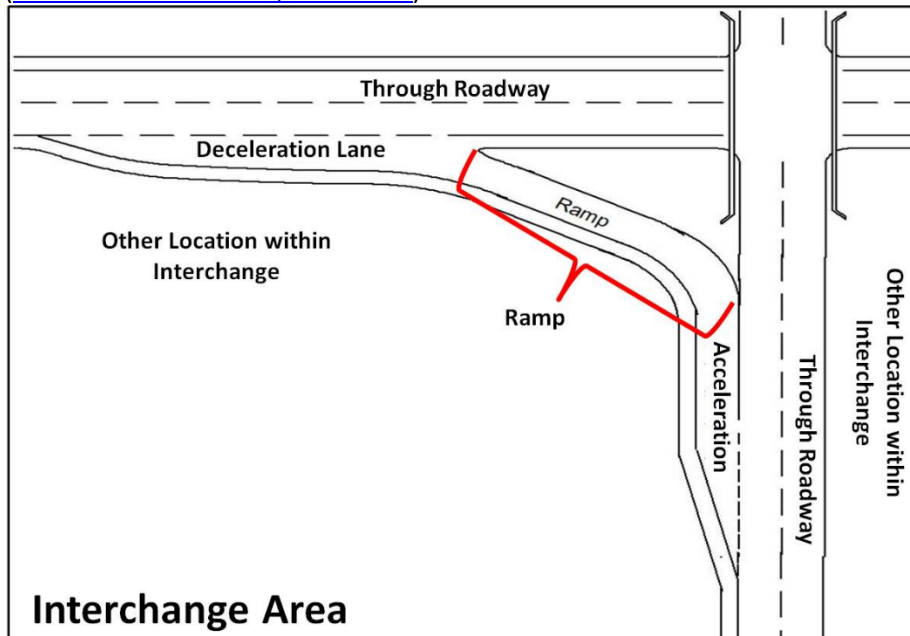 Through Roadway
Deceleration Lane
Ramp
Other Location within
Interchange
Ramp
Acceleration
Through Roadway
Other Location within
Interchange
Interchange Area